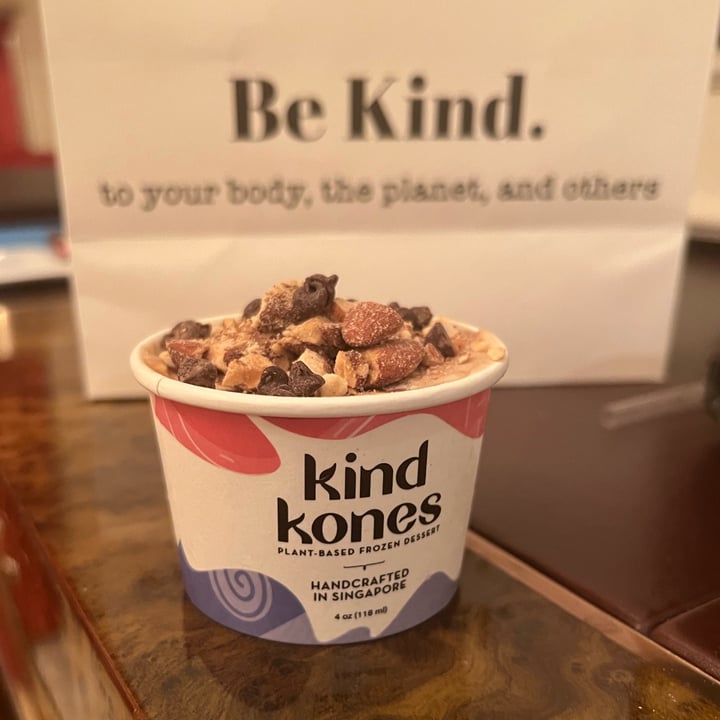 Be Kind.
to your body, the planet, and others
kind
kones
PLANT-BASED FROZEN DESSERT
HANDCRAFTED
IN SINGAPORE
4 oz (118 ml)